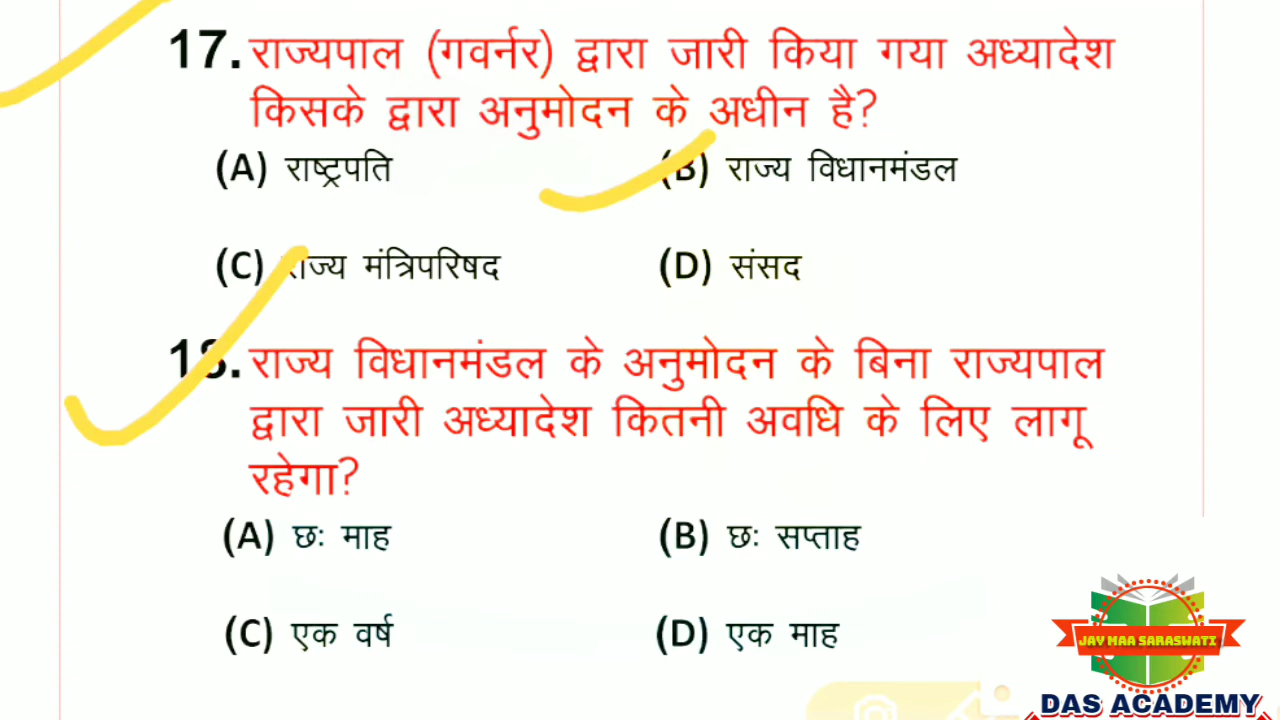 17. राज्यपाल (गवर्नर) द्वारा जारी किया गया अध्यादेश
किसके द्वारा अनुमोदन के अधीन है?
(A) राष्ट्रपति (B) राज्य विधानमंडल
(C) राज्य मंत्रिपरिषद (D) संसद
18. राज्य विधानमंडल के अनुमोदन के बिना राज्यपाल
द्वारा जारी अध्यादेश कितनी अवधि के लिए लागू
रहेगा?
(A) छः माह (B) छः सप्ताह
(C) एक वर्ष (D) एक माह
JAY MAA SARASWATI
DAS ACADEMY